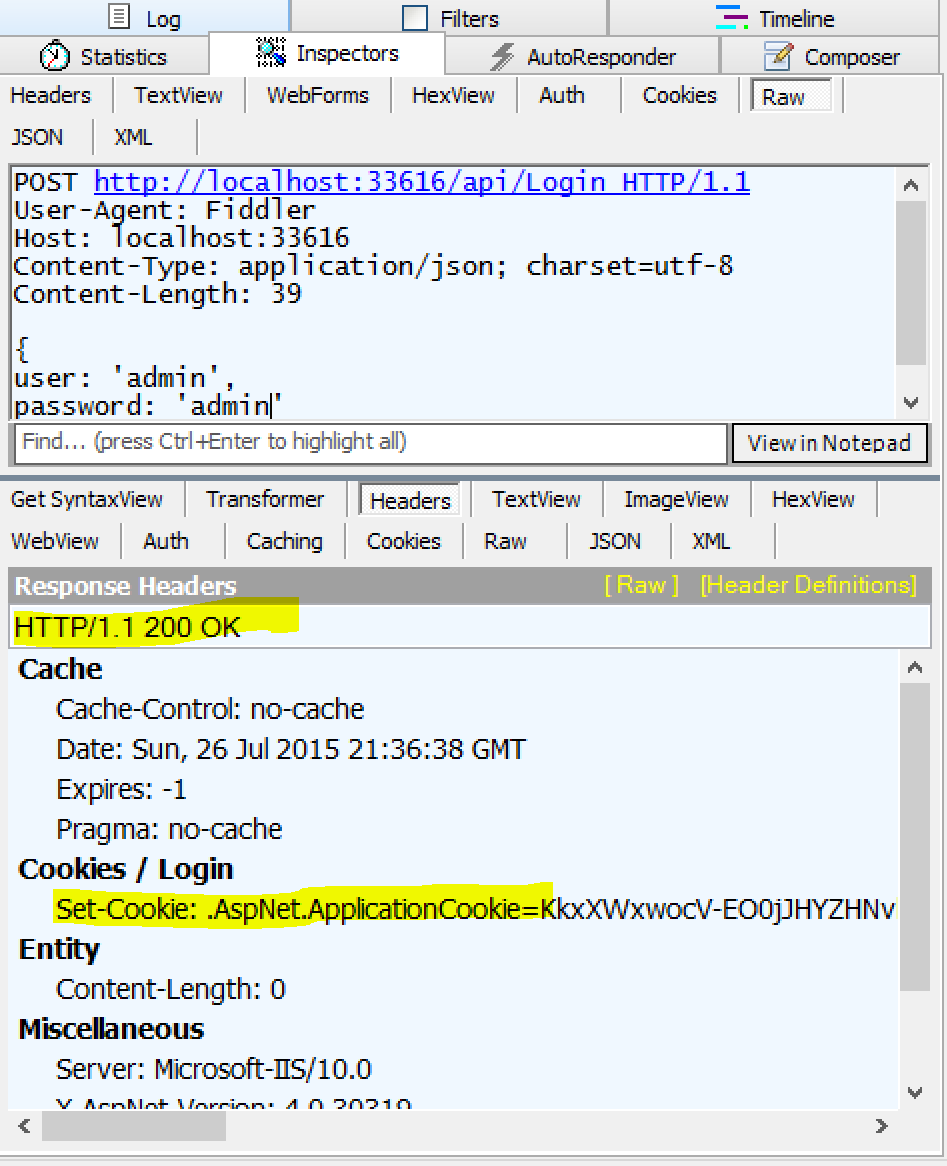 Log Filters Timeline
Statistics Inspectors AutoResponder Composer
Headers TextView WebForms HexView Auth Cookies Raw
JSON XML
POST http://localhost:33616/api/Login HTTP/1.1
User-Agent: Fiddler
Host: localhost:33616
Content-Type: application/json; charset=utf-8
Content-Length: 39
{
user: 'admin',
password: 'admin'
Find... (press Ctrl+Enter to highlight all) View in Notepad
Get SyntaxView Transformer Headers TextView ImageView HexView
WebView Auth Caching Cookies Raw JSON XML
Response Headers [ Raw ] [Header Definitions]
HTTP/1.1 200 OK
Cache
Cache-Control: no-cache
Date: Sun, 26 Jul 2015 21:36:38 GMT
Expires: -1
Pragma: no-cache
Cookies / Login
Set-Cookie: .AspNet.ApplicationCookie=KkxXWxwocV-EO0jJHYZHNv
Entity
Content-Length: 0
Miscellaneous
Server: Microsoft-IIS/10.0
X-AspNet-Version: 4.0.30319